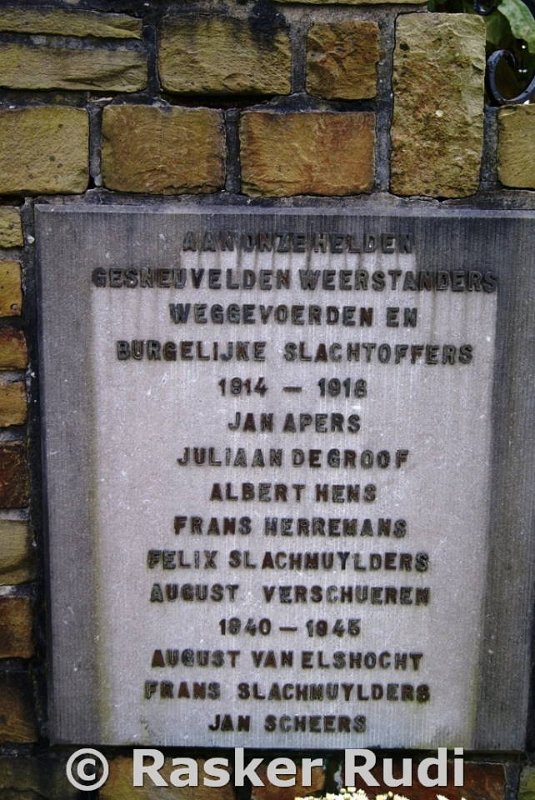 AAN ONZE HELDEN
GESNEUVELDEN WEERSTANDERS
WEGGEVOERDEN EN
BURGELIJKE SLACHTOFFERS
1914 - 1918
JAN APERS
JULIAAN DE GROOF
ALBERT HENS
FRANS HERREMANS
FELIX SLACHMUYLDERS
AUGUST VERSCHUEREN
1940 - 1945
AUGUST VAN ELSHOCHT
FRANS SLACHMUYLDERS
JAN SCHEERS
© Rasker Rudi